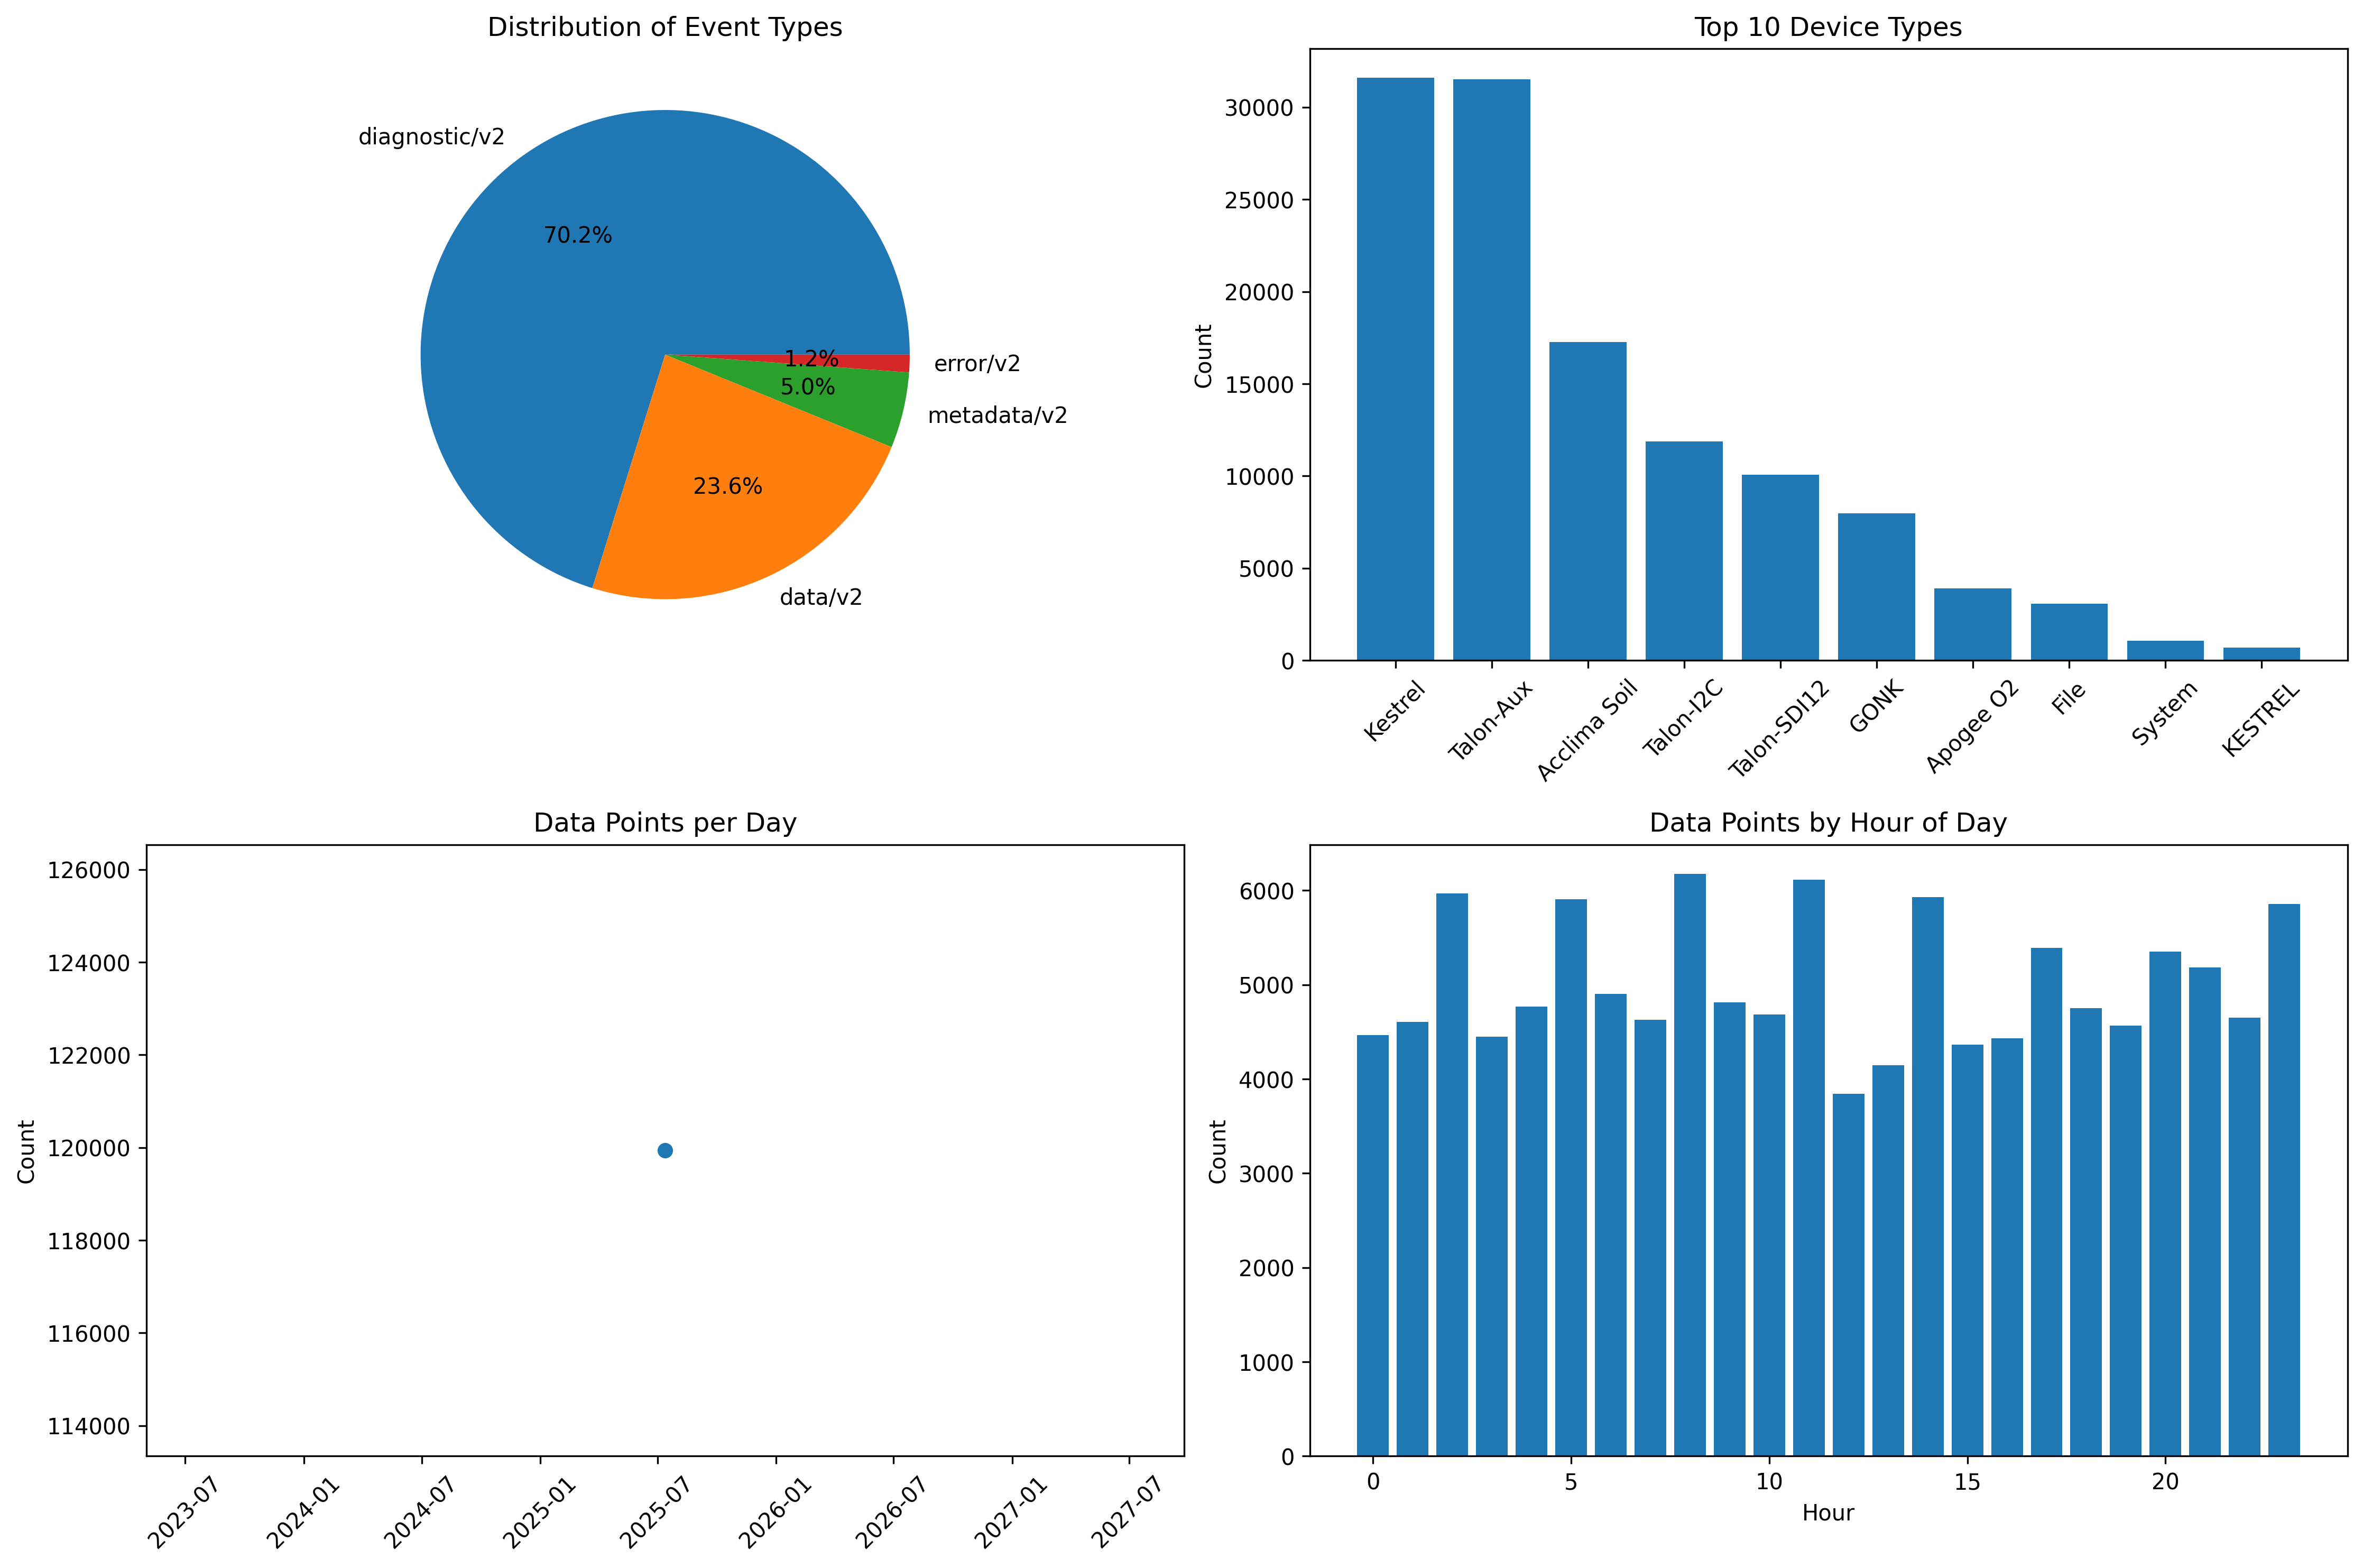 Distribution of Event Types
diagnostic/v2
70.2%
1.2%
error/v2
5.0%
metadata/v2
23.6%
data/v2
Top 10 Device Types
Count
30000
25000
20000
15000
10000
5000
0
Kestrel
Talon-Aux
Acclima Soil
Talon-I2C
Talon-SDI12
GONK
Apogee O2
File
System
KESTREL
Data Points per Day
Count
126000
124000
122000
120000
118000
116000
114000
2023-07
2024-01
2024-07
2025-01
2025-07
2026-01
2026-07
2027-01
2027-07
Data Points by Hour of Day
Count
6000
5000
4000
3000
2000
1000
0
0
5
10
15
20
Hour